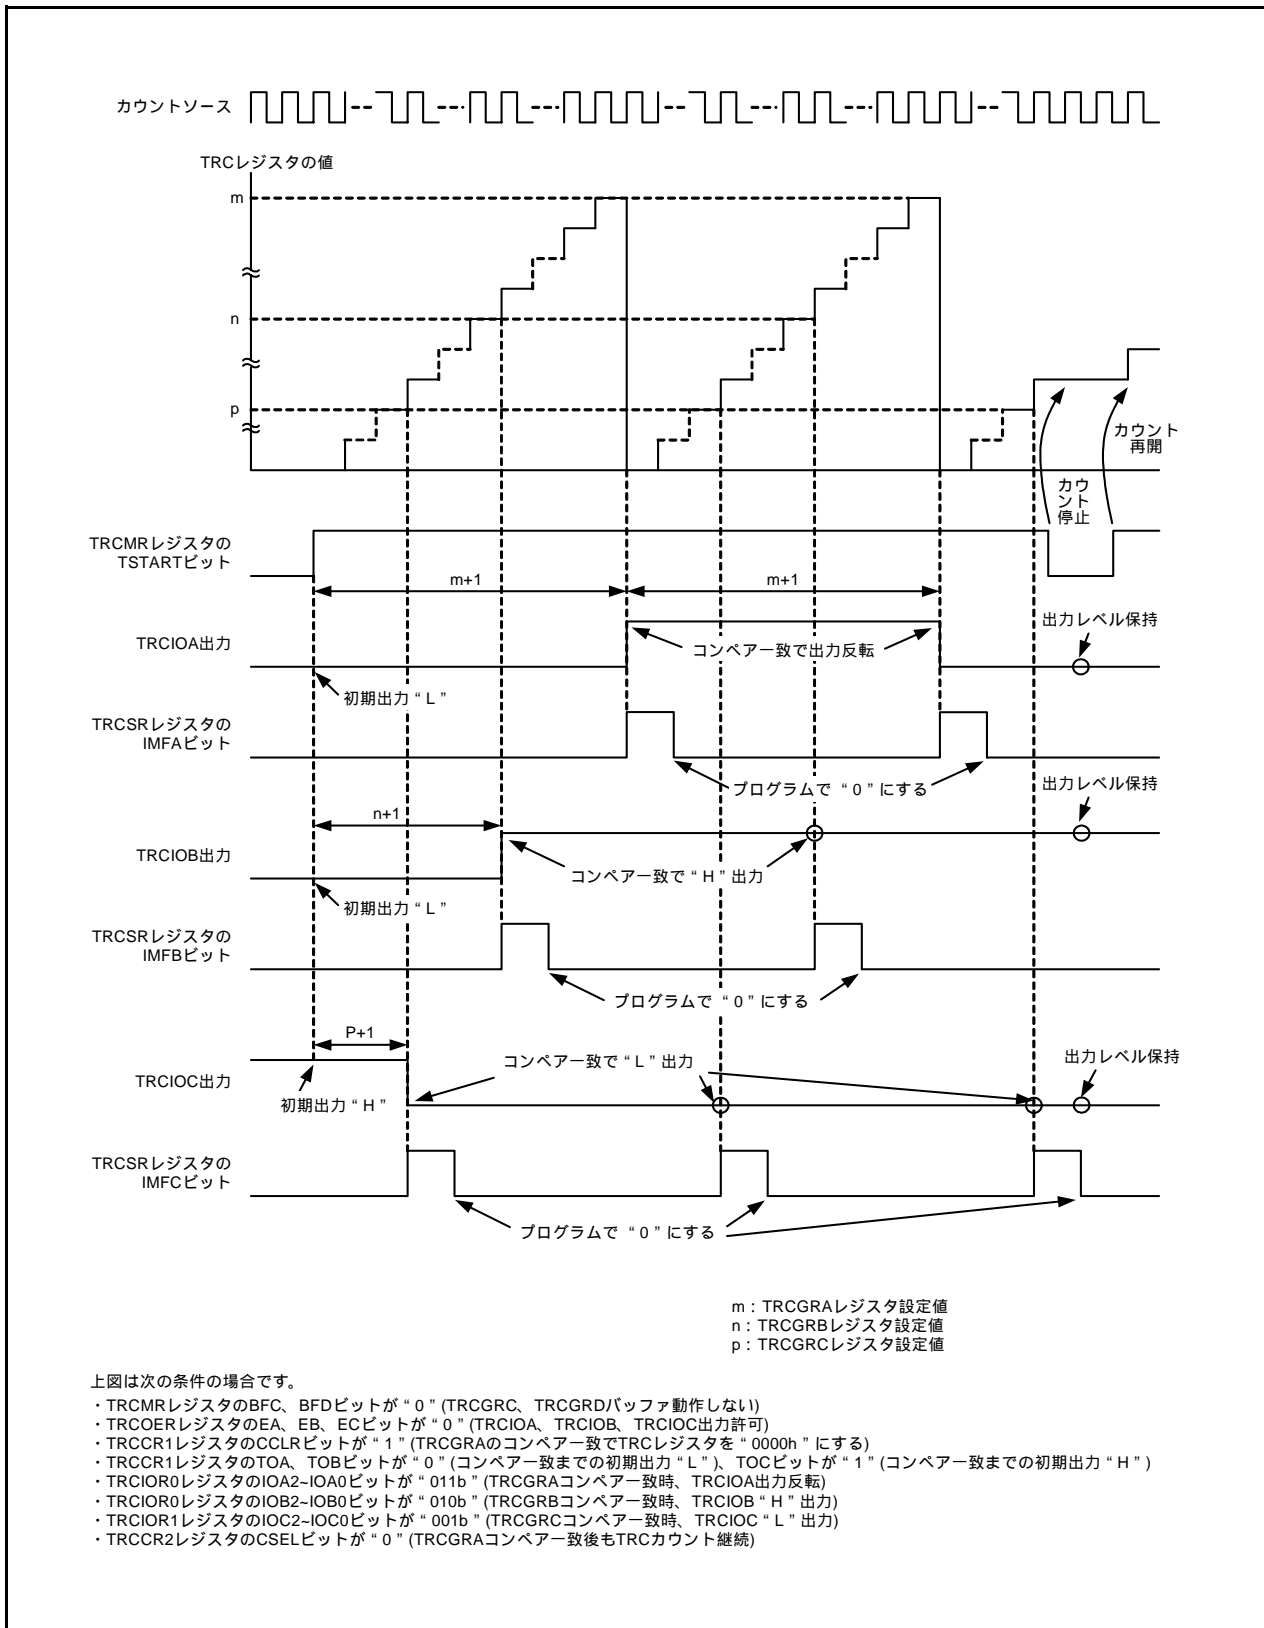 カウントソース
TRCレジスタの値
m
n
p
カウント
再開
カウ
ント
停止
TRCMRレジスタの
TSTARTビット
m+1
m+1
出力レベル保持
TRCIOA出力
コンペア一致で出力反転
初期出力“L”
TRCSRレジスタの
IMFAビット
プログラムで“0”にする
出力レベル保持
n+1
TRCIOB出力
コンペア一致で“H”出力
初期出力“L”
TRCSRレジスタの
IMFBビット
プログラムで“0”にする
P+1
コンペア一致で“L”出力
出力レベル保持
TRCIOC出力
初期出力“H”
TRCSRレジスタの
IMFCビット
プログラムで“0”にする
m：TRCGRAレジスタ設定値
n：TRCGRBレジスタ設定値
p：TRCGRCレジスタ設定値
上図は次の条件の場合です。
・TRCMRレジスタのBFC、BFDビットが“0”(TRCGRC、TRCGRDバッファ動作しない)
・TRCOERレジスタのEA、EB、ECビットが“0”(TRCIOA、TRCIOB、TRCIOC出力許可)
・TRCCR1レジスタのCCLRビットが“1”(TRCGRAのコンペア一致でTRCレジスタを“0000h”にする)
・TRCCR1レジスタのTOA、TOBビットが“0”(コンペア一致までの初期出力“L”)、TOCビットが“1”(コンペア一致までの初期出力“H”)
・TRCIOR0レジスタのIOA2~IOA0ビットが“011b”(TRCGRAコンペア一致時、TRCIOA出力反転)
・TRCIOR0レジスタのIOB2~IOB0ビットが“010b”(TRCGRBコンペア一致時、TRCIOB“H”出力)
・TRCIOR1レジスタのIOC2~IOC0ビットが“001b”(TRCGRCコンペア一致時、TRCIOC“L”出力)
・TRCCR2レジスタのCSELビットが“0”(TRCGRAコンペア一致後もTRCカウント継続)